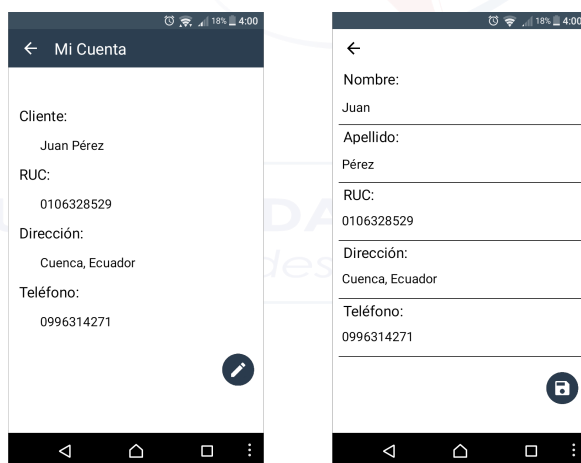 18% 4:00
Mi Cuenta
Cliente:
Juan Pérez
RUC:
0106328529
Dirección:
Cuenca, Ecuador
Teléfono:
0996314271
18% 4:00
Nombre:
Juan
Apellido:
Pérez
RUC:
0106328529
Dirección:
Cuenca, Ecuador
Teléfono:
0996314271